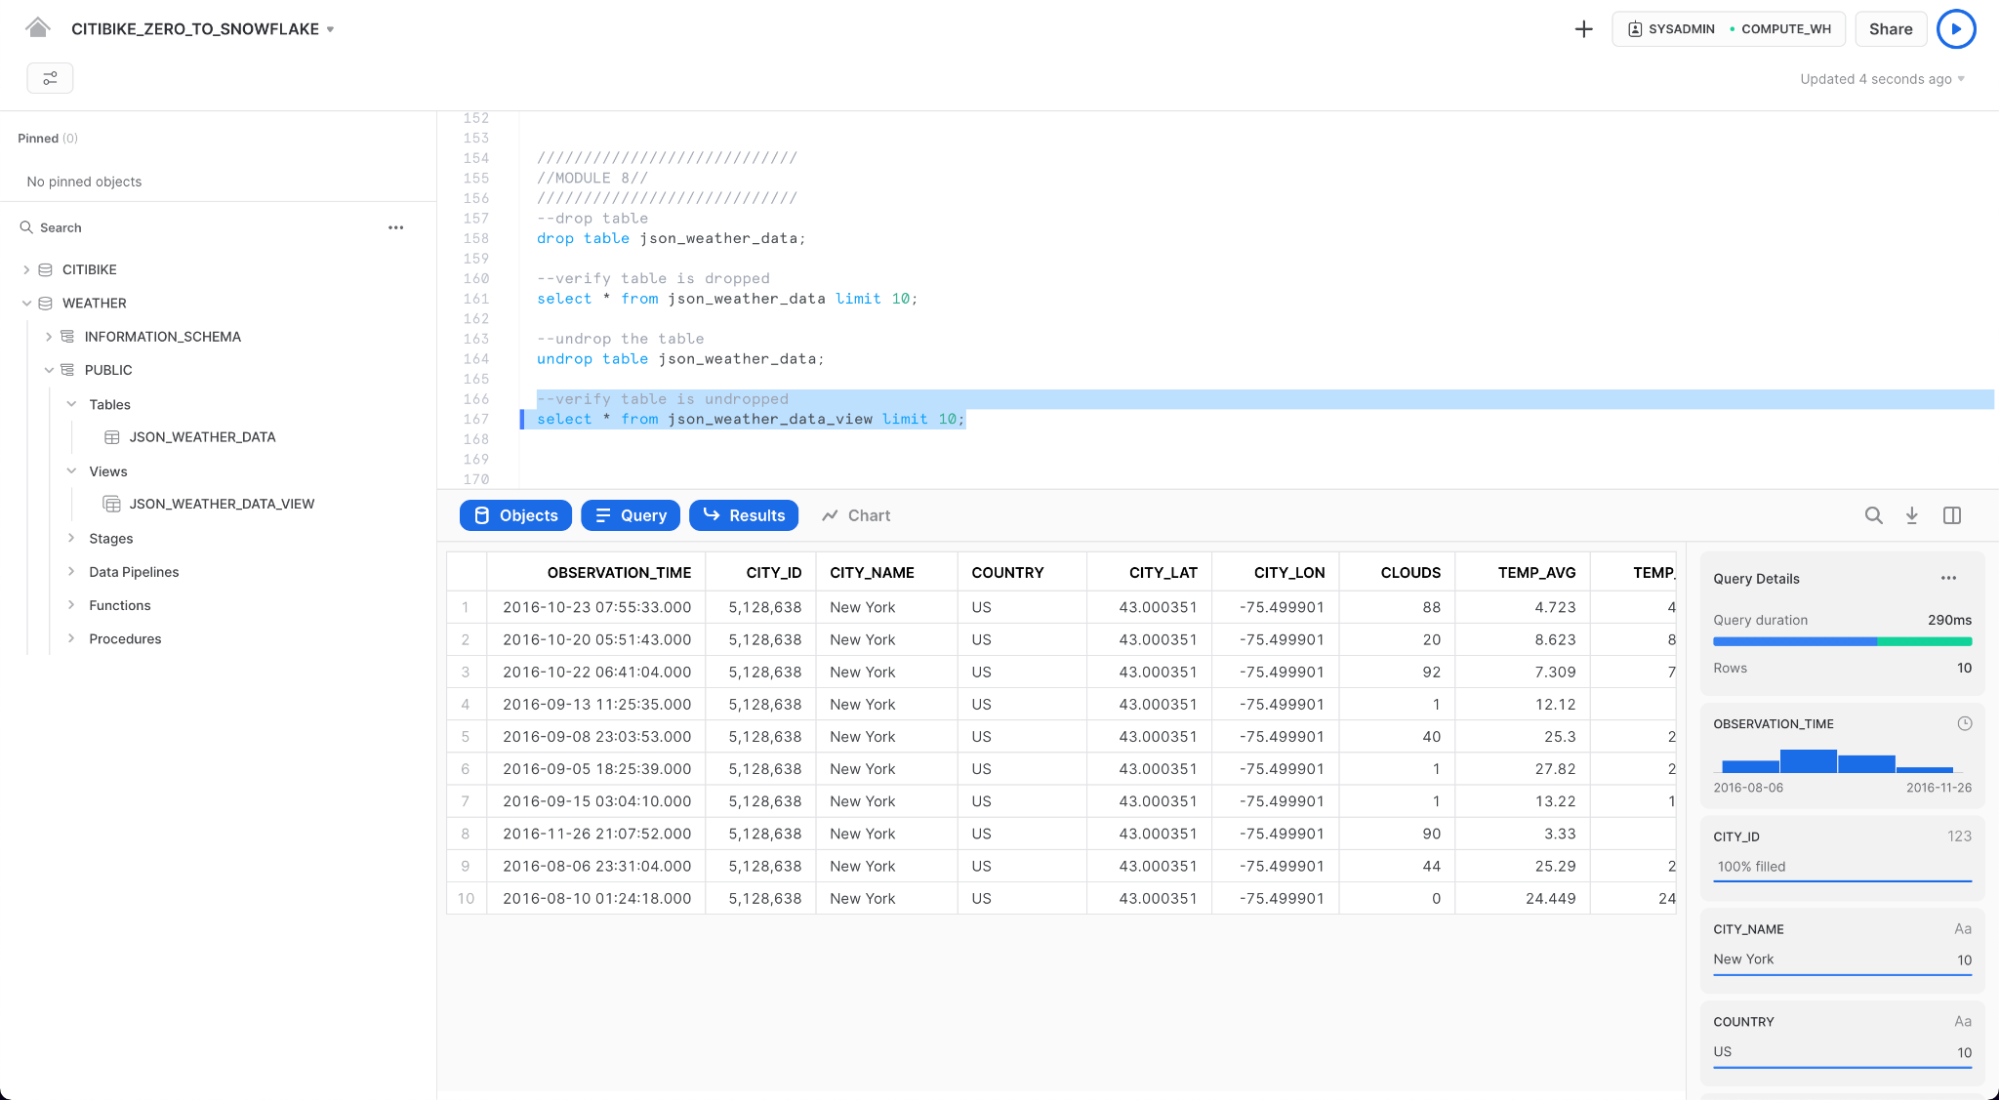 CITIBIKE_ZERO_TO_SNOWFLAKE
SYSADMIN COMPUTE_WH
Share
Updated 4 seconds ago
Pinned (0)
No pinned objects
Search
CITIBIKE
WEATHER
INFORMATION_SCHEMA
PUBLIC
Tables
JSON_WEATHER_DATA
Views
JSON_WEATHER_DATA_VIEW
Stages
Data Pipelines
Functions
Procedures
152
153
154 ////////////////////////////
155 //MODULE 8//
156 ////////////////////////////
157 --drop table
158 drop table json_weather_data;
159
160 --verify table is dropped
161 select * from json_weather_data limit 10;
162
163 --undrop the table
164 undrop table json_weather_data;
165
166 --verify table is undropped
167 select * from json_weather_data_view limit 10;
168
169
170
Objects Query Results Chart
OBSERVATION_TIME CITY_ID CITY_NAME COUNTRY CITY_LAT CITY_LON CLOUDS TEMP_AVG TEMP_
1 2016-10-23 07:55:33.000 5,128,638 New York US 43.000351 -75.499901 88 4.723 4
2 2016-10-20 05:51:43.000 5,128,638 New York US 43.000351 -75.499901 20 8.623 8
3 2016-10-22 06:41:04.000 5,128,638 New York US 43.000351 -75.499901 92 7.309 7
4 2016-09-13 11:25:35.000 5,128,638 New York US 43.000351 -75.499901 1 12.12
5 2016-09-08 23:03:53.000 5,128,638 New York US 43.000351 -75.499901 40 25.3 2
6 2016-09-05 18:25:39.000 5,128,638 New York US 43.000351 -75.499901 1 27.82 2
7 2016-09-15 03:04:10.000 5,128,638 New York US 43.000351 -75.499901 1 13.22 1
8 2016-11-26 21:07:52.000 5,128,638 New York US 43.000351 -75.499901 90 3.33
9 2016-08-06 23:31:04.000 5,128,638 New York US 43.000351 -75.499901 44 25.29 2
10 2016-08-10 01:24:18.000 5,128,638 New York US 43.000351 -75.499901 0 24.449 24
Query Details
Query duration 290ms
Rows 10
OBSERVATION_TIME
2016-08-06 2016-11-26
CITY_ID 123
100% filled
CITY_NAME Aa
New York 10
COUNTRY Aa
US 10